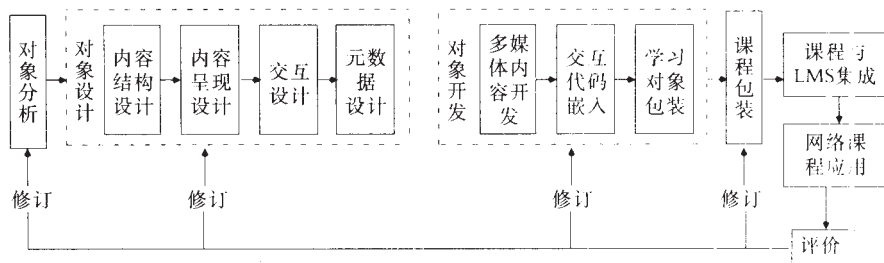 对象分析
对象设计
内容
结构
设计
内容
呈现
设计
交互
设计
元数
据
设计
对象开发
多媒
体内
容开
发
交互
代码
嵌入
学习
对象
包装
课程包装
课程与
LMS集成
网络课
程应用
修订
修订
修订
修订
评价